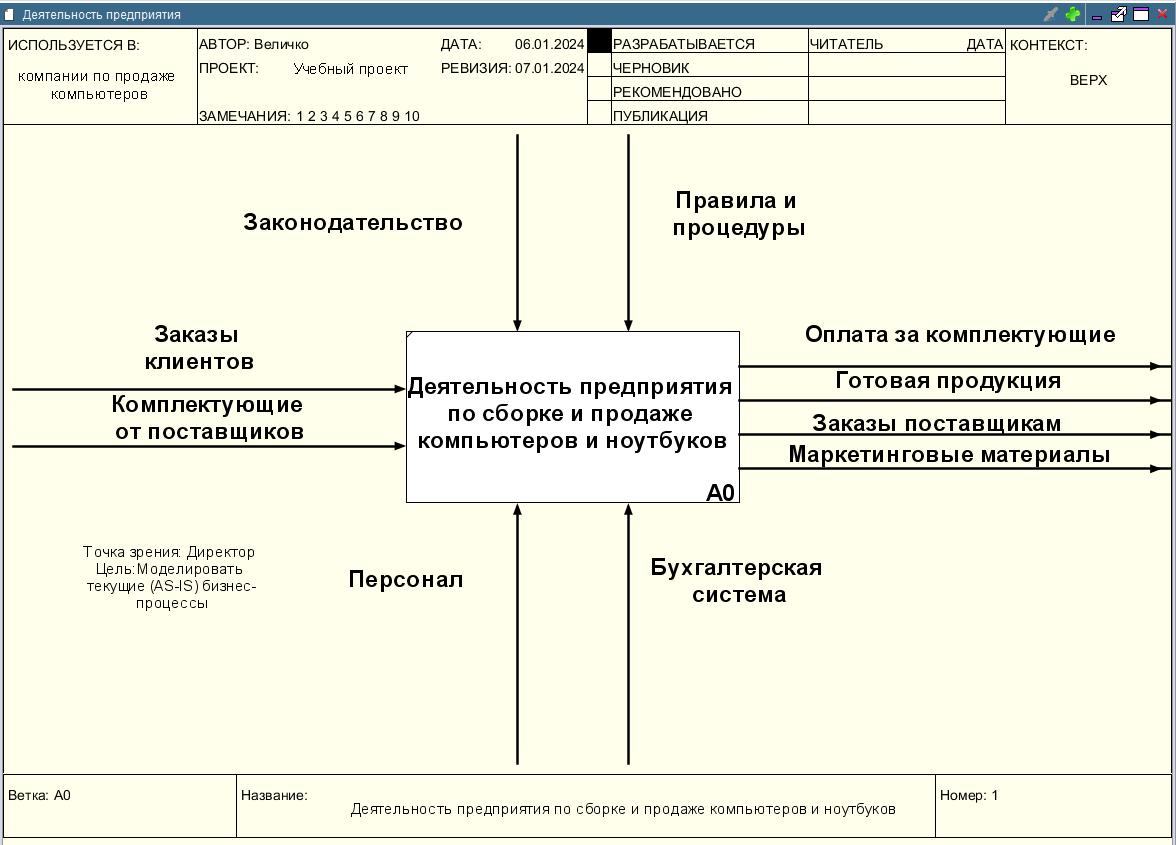 Деятельность предприятия
ИСПОЛЬЗУЕТСЯ В:
компании по продаже
компьютеров
АВТОР: Величко
ДАТА: 06.01.2024
ПРОЕКТ: Учебный проект
РЕВИЗИЯ: 07.01.2024
ЗАМЕЧАНИЯ: 1 2 3 4 5 6 7 8 9 10
РАЗРАБАТЫВАЕТСЯ
ЧЕРНОВИК
РЕКОМЕНДОВАНО
ПУБЛИКАЦИЯ
ЧИТАТЕЛЬ ДАТА
КОНТЕКСТ:
ВЕРХ
Законодательство
Правила и
процедуры
Заказы
клиентов
Комплектующие
от поставщиков
Деятельность предприятия
по сборке и продаже
компьютеров и ноутбуков
A0
Оплата за комплектующие
Готовая продукция
Заказы поставщикам
Маркетинговые материалы
Точка зрения: Директор
Цель:Моделировать
текущие (AS-IS) бизнес-
процессы
Персонал
Бухгалтерская
система
Ветка: A0
Название:
Деятельность предприятия по сборке и продаже компьютеров и ноутбуков
Номер: 1